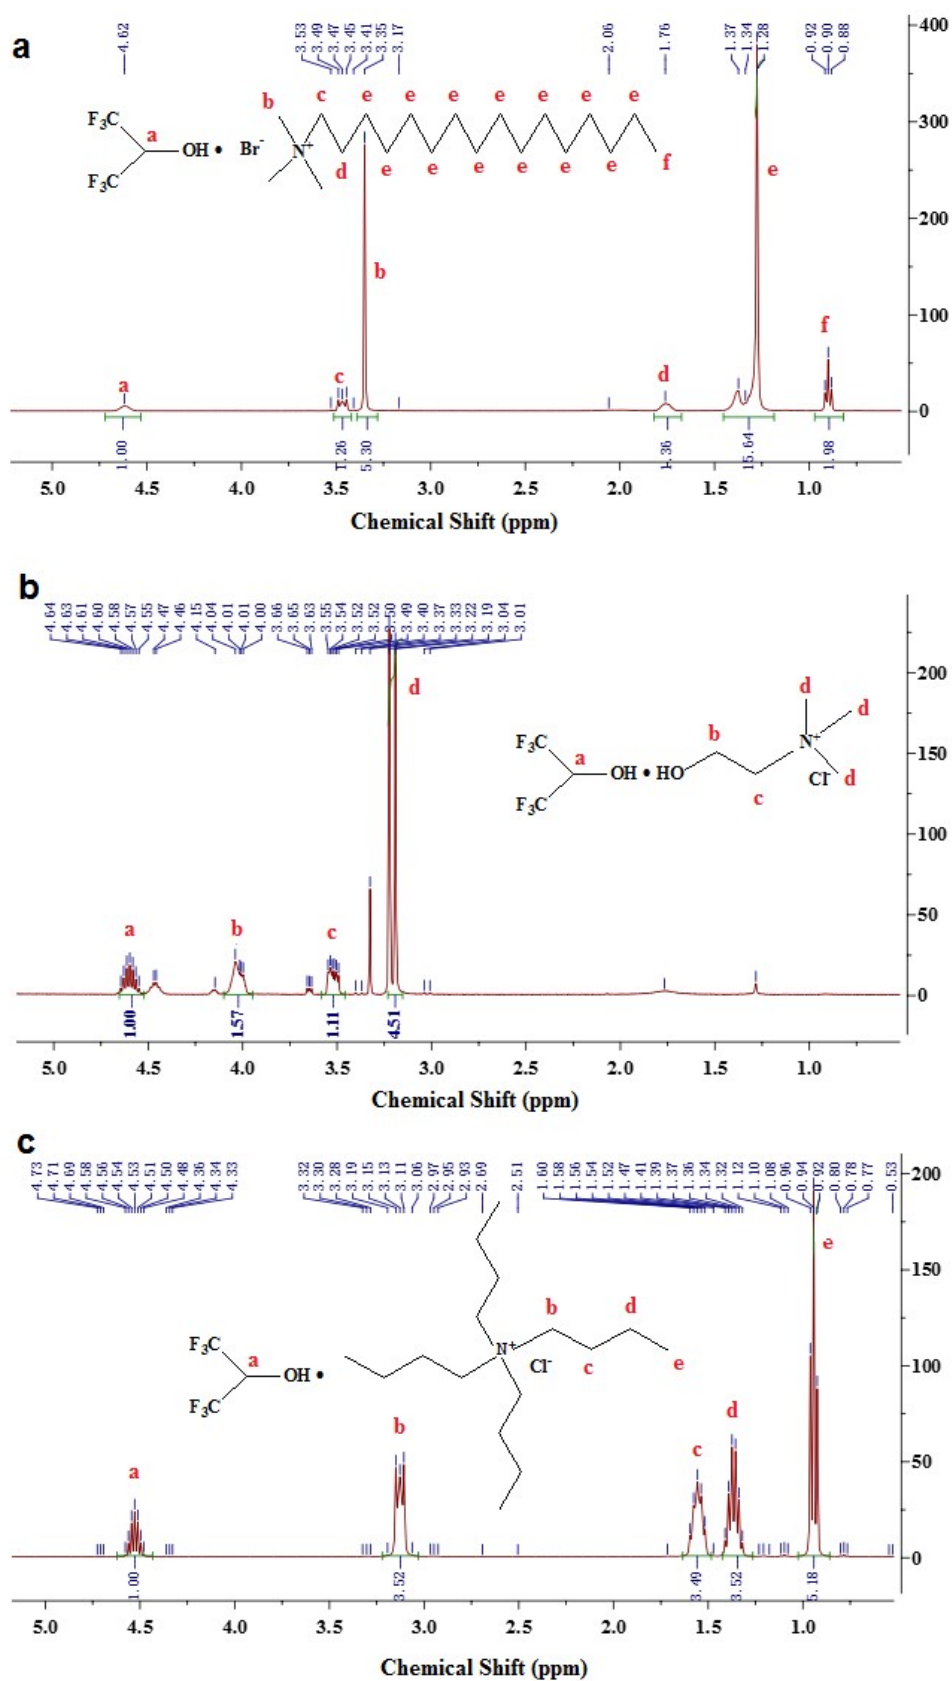 a
4.62
3.53
3.49
3.47
3.45
3.41
3.35
3.17
2.06
1.76
1.37
1.34
1.28
0.92
0.90
0.88
400
b c e e e e e e e
F3C
a
OH • Br-
N+
F3C
d e e e e e e f
300
e
200
b
f
100
a c d
0
1.00 1.26 5.30 1.36 15.64 1.98
5.0 4.5 4.0 3.5 3.0 2.5 2.0 1.5 1.0
Chemical Shift (ppm)
b
4.64
4.63
4.61
4.60
4.58
4.57
4.55
4.47
4.46
4.15
4.04
4.01
4.01
4.00
3.66
3.65
3.63
3.55
3.54
3.52
3.52
3.50
3.49
3.40
3.37
3.33
3.22
3.19
3.04
3.01
200
d
d
d
b
N+
F3C
a
OH • HO
Cl-
d
F3C
c
150
100
50
a b c
0
1.00 1.57 1.11 4.51
5.0 4.5 4.0 3.5 3.0 2.5 2.0 1.5 1.0
Chemical Shift (ppm)
c
4.73
4.71
4.69
4.58
4.56
4.54
4.53
4.51
4.50
4.48
4.36
4.34
4.33
3.32
3.30
3.28
3.19
3.15
3.13
3.11
3.06
2.97
2.95
2.93
2.69
2.51
1.60
1.58
1.56
1.54
1.52
1.47
1.41
1.39
1.37
1.36
1.34
1.32
1.12
1.10
1.08
0.96
0.94
0.92
0.80
0.78
0.77
0.53
200
e
150
b d
F3C
a
OH •
N+
Cl-
c e
F3C
100
b d
c
50
a
0
1.00 3.52 3.49 3.52 5.18
5.0 4.5 4.0 3.5 3.0 2.5 2.0 1.5 1.0
Chemical Shift (ppm)